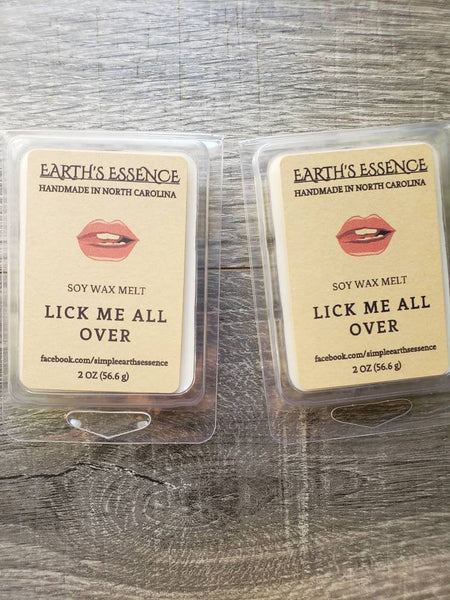 EARTH'S ESSENCE
HANDMADE IN NORTH CAROLINA
SOY WAX MELT
LICK ME ALL
OVER
facebook.com/simpleearthsessence
2 OZ (56.6 g)
EARTH'S ESSENCE
HANDMADE IN NORTH CAROLINA
SOY WAX MELT
LICK ME ALL
OVER
facebook.com/simpleearthsessence
2 OZ (56.6 g)